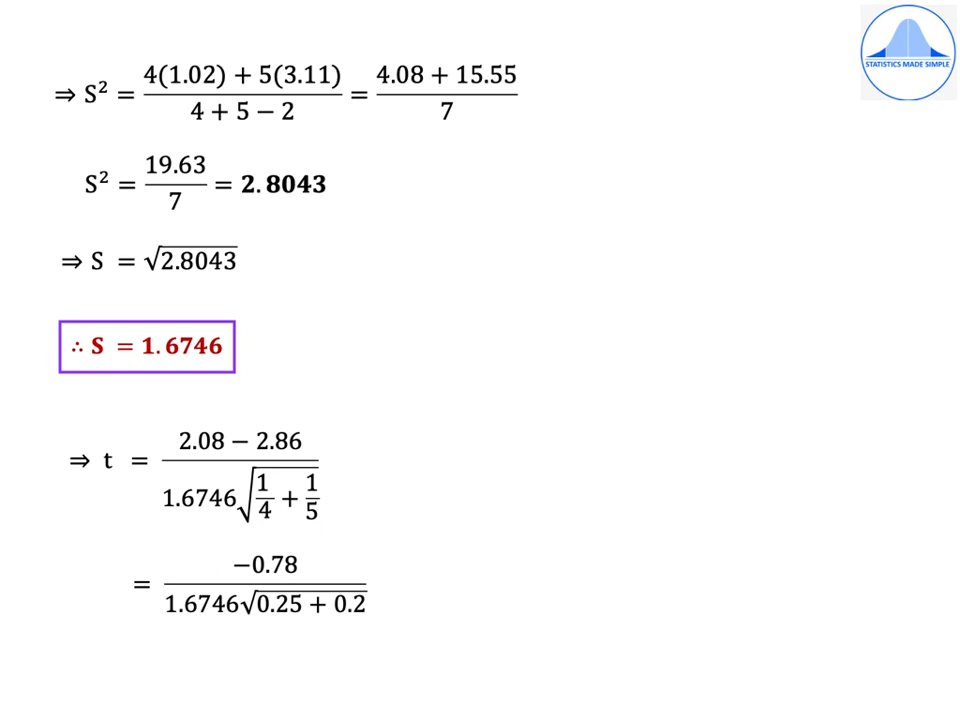 STATISTICS MADE SIMPLE
⇒ S² = 4(1.02) + 5(3.11) / 4 + 5 − 2 = 4.08 + 15.55 / 7
S² = 19.63 / 7 = 2.8043
⇒ S = √2.8043
∴ S = 1.6746
⇒ t = 2.08 − 2.86 / 1.6746√(1/4 + 1/5)
= −0.78 / 1.6746√0.25 + 0.2